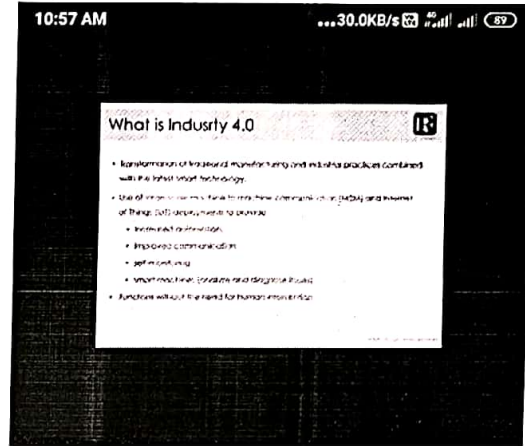 10:57 AM
...30.0KB/s 4G 89
What is Indusrty 4.0
• Transformation of traditional manufacturing and industrial practices combined
with the latest smart technology.
• Use of machine to machine communication (M2M) and Internet
of Things (IoT) deployments to provide
• Increased automation
• Improved communication
• self-monitoring
• smart machines (analyse and diagnose issues)
• Functions without the need for human intervention